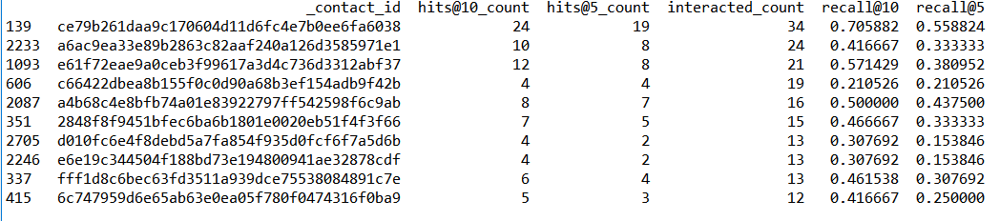 _contact_id hits@10_count hits@5_count interacted_count recall@10 recall@5
139 ce79b261daa9c170604d11d6fc4e7b0ee6fa6038 24 19 34 0.705882 0.558824
2233 a6ac9ea33e89b2863c82aaf240a126d3585971e1 10 8 24 0.416667 0.333333
1093 e61f72eae9a0ceb3f99617a3d4c736d3312abf37 12 8 21 0.571429 0.380952
606 c66422dbea8b155f0c0d90a68b3ef154adb9f42b 4 4 19 0.210526 0.210526
2087 a4b68c4e8bfb74a01e83922797ff542598f6c9ab 8 7 16 0.500000 0.437500
351 2848f8f9451bfec6ba6b1801e0020eb51f4f3f66 7 5 15 0.466667 0.333333
2705 d010fc6e4f8debd5a7fa854f935d0fcf6f7a5d6b 4 2 13 0.307692 0.153846
2246 e6e19c344504f188bd73e194800941ae32878cdf 4 2 13 0.307692 0.153846
337 fff1d8c6bec63fd3511a939dce75538084891c7e 6 4 13 0.461538 0.307692
415 6c747959d6e65ab63e0ea05f780f0474316f0ba9 5 3 12 0.416667 0.250000